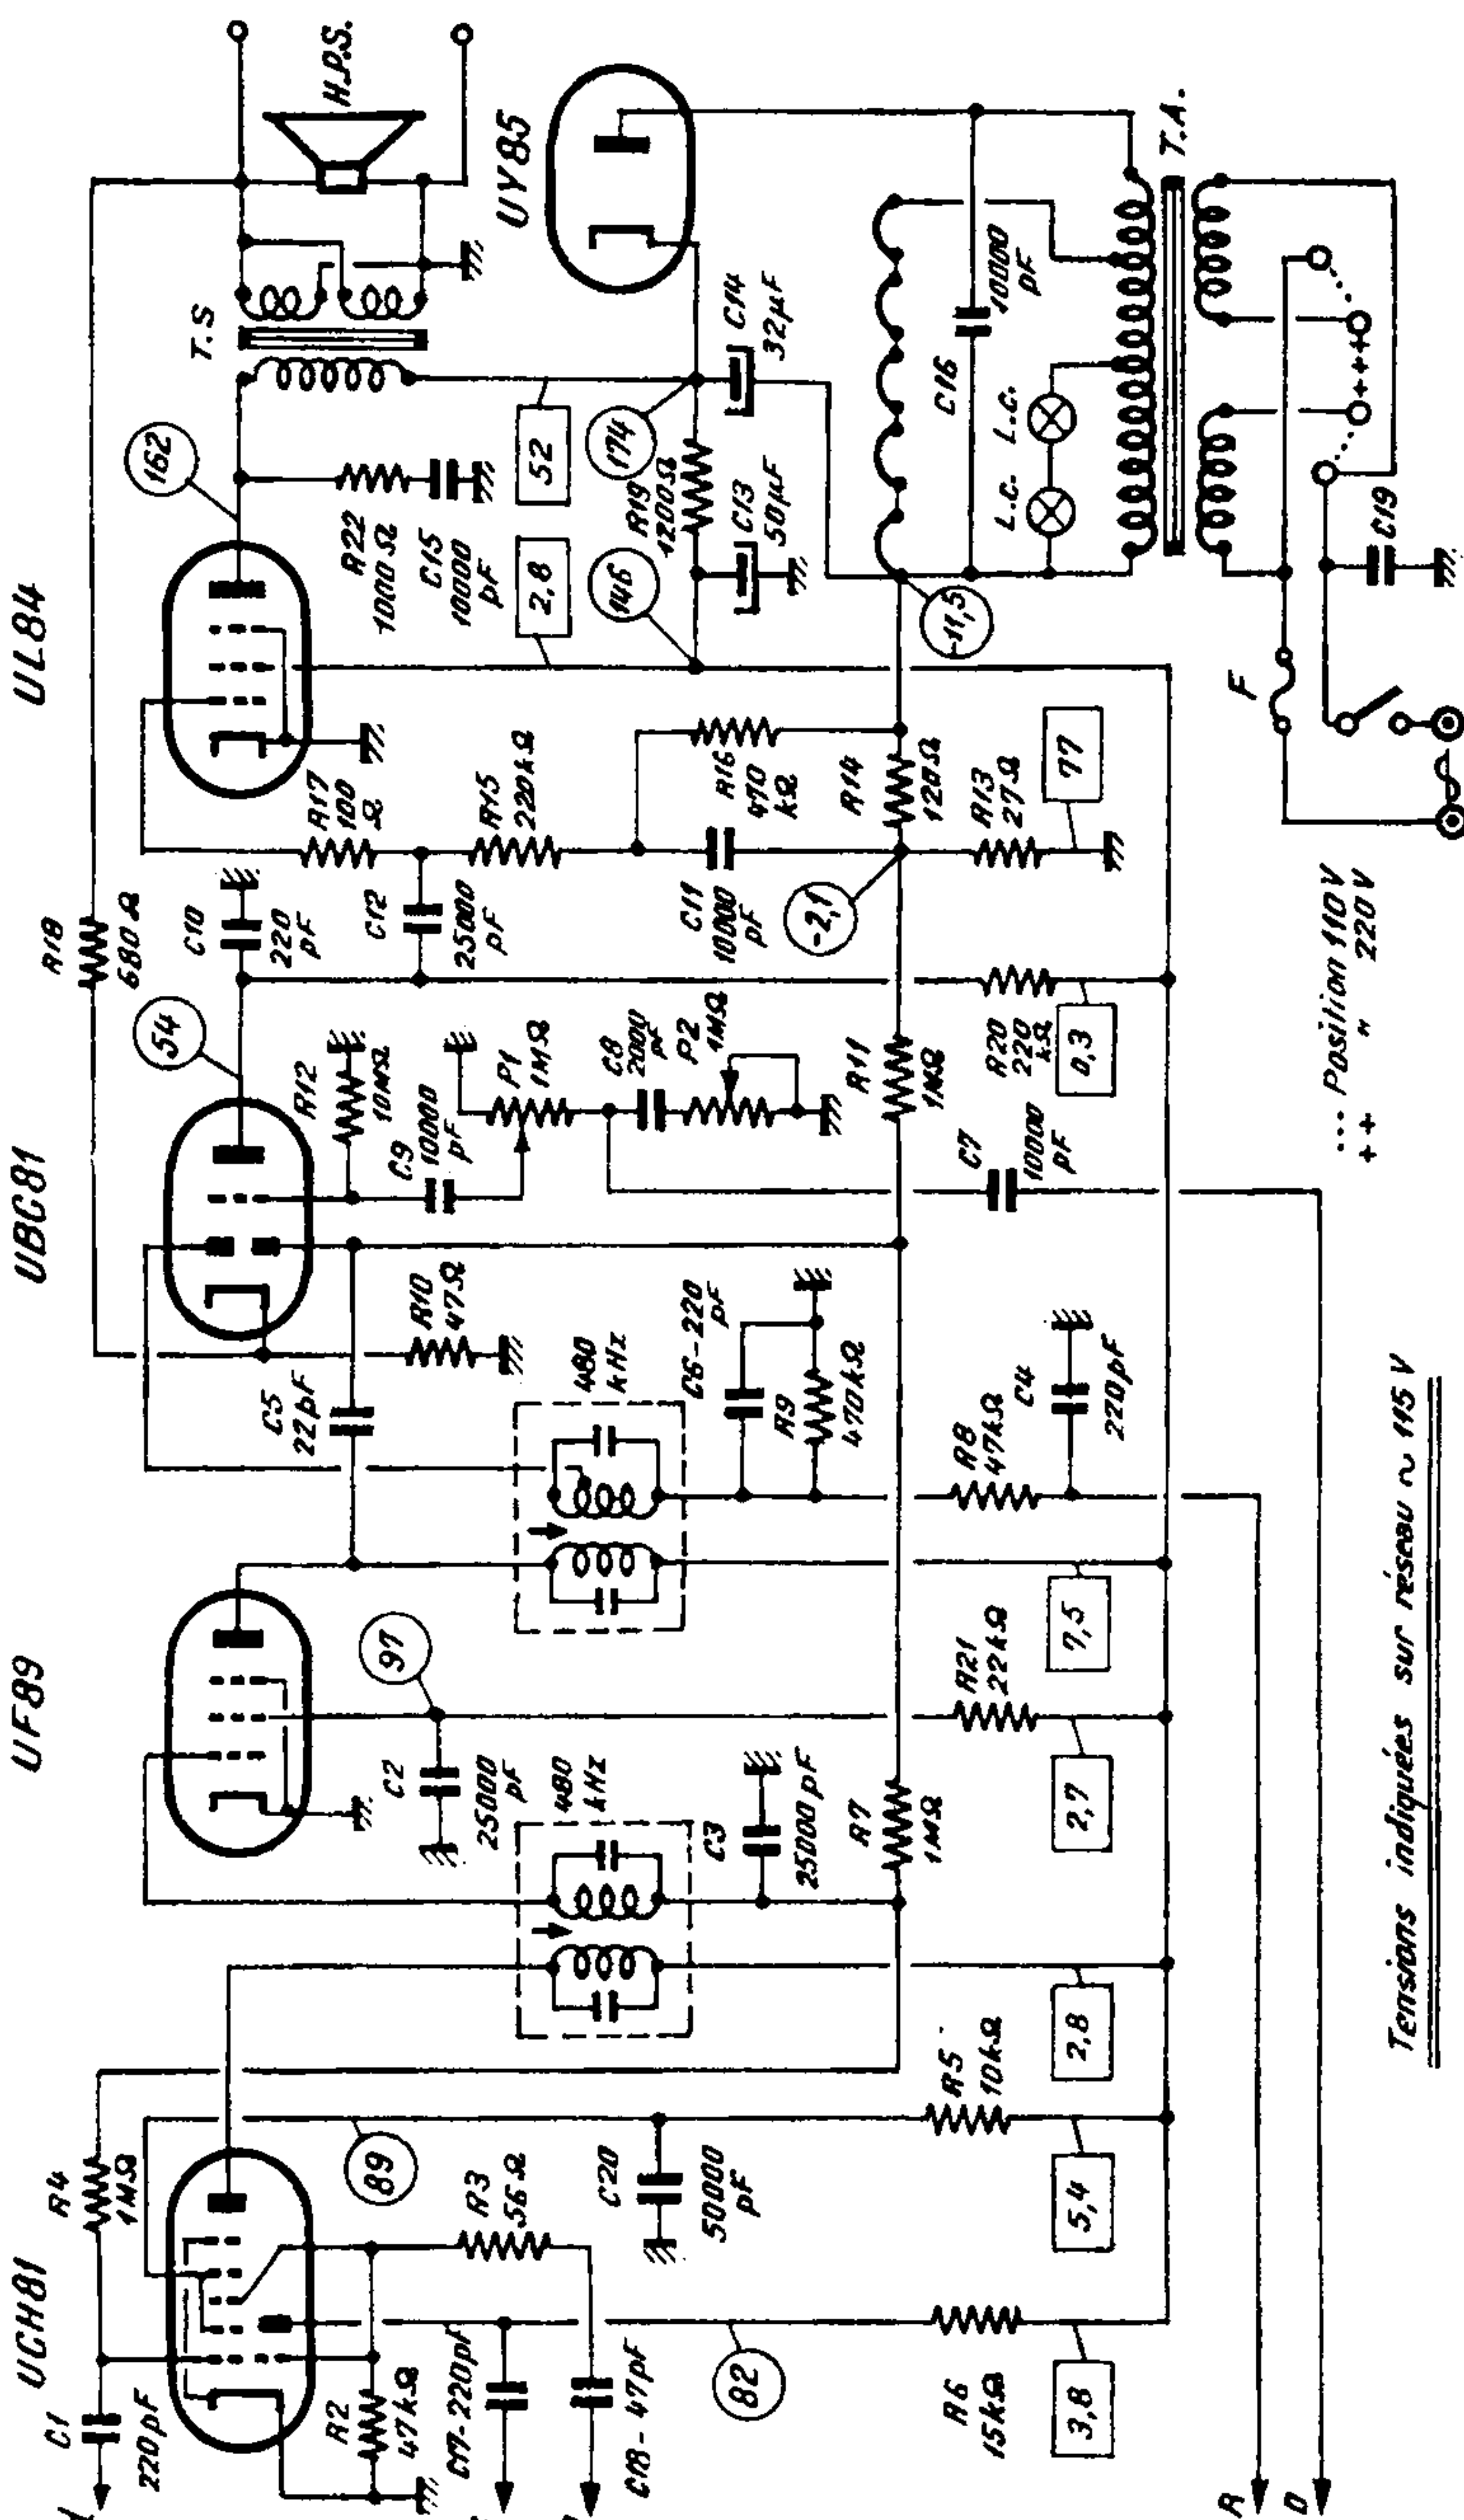 UCH81
UF89
UBC81
UL84
C1
220pF
R4
1MΩ
R2
47kΩ
C17-220pF
C18-47pF
89
R3
56Ω
C20
50000
pF
82
R6
15kΩ
3,8
R5
10kΩ
5,4
2,8
C2
25000
pF
97
480
kHz
C3
25000pF
R7
1MΩ
R21
22kΩ
2,7
7,5
C5
22pF
R10
47Ω
480
kHz
C6-220
pF
R9
470kΩ
R8
47kΩ
C4
220pF
R18
680Ω
54
R12
10MΩ
C9
10000
pF
P1
1MΩ
C8
2000
pF
P2
1MΩ
C7
10000
pF
R11
1MΩ
R20
220
kΩ
0,3
C10
220
pF
C12
25000
pF
R17
100
Ω
R15
220kΩ
C11
10000
pF
-2,1
R16
470
kΩ
R14
120Ω
R13
27Ω
77
162
R22
1000Ω
C15
10000
pF
2,8
52
146
174
R19
1200Ω
C13
50µF
C14
32µF
-11,5
T.S
H.P.S.
UY85
C16
10000
pF
L.C.
L.C.
T.A.
F
C19
R
D
... Position 110V
++ " 220V
Tensions indiquées sur réseau ~ 115V